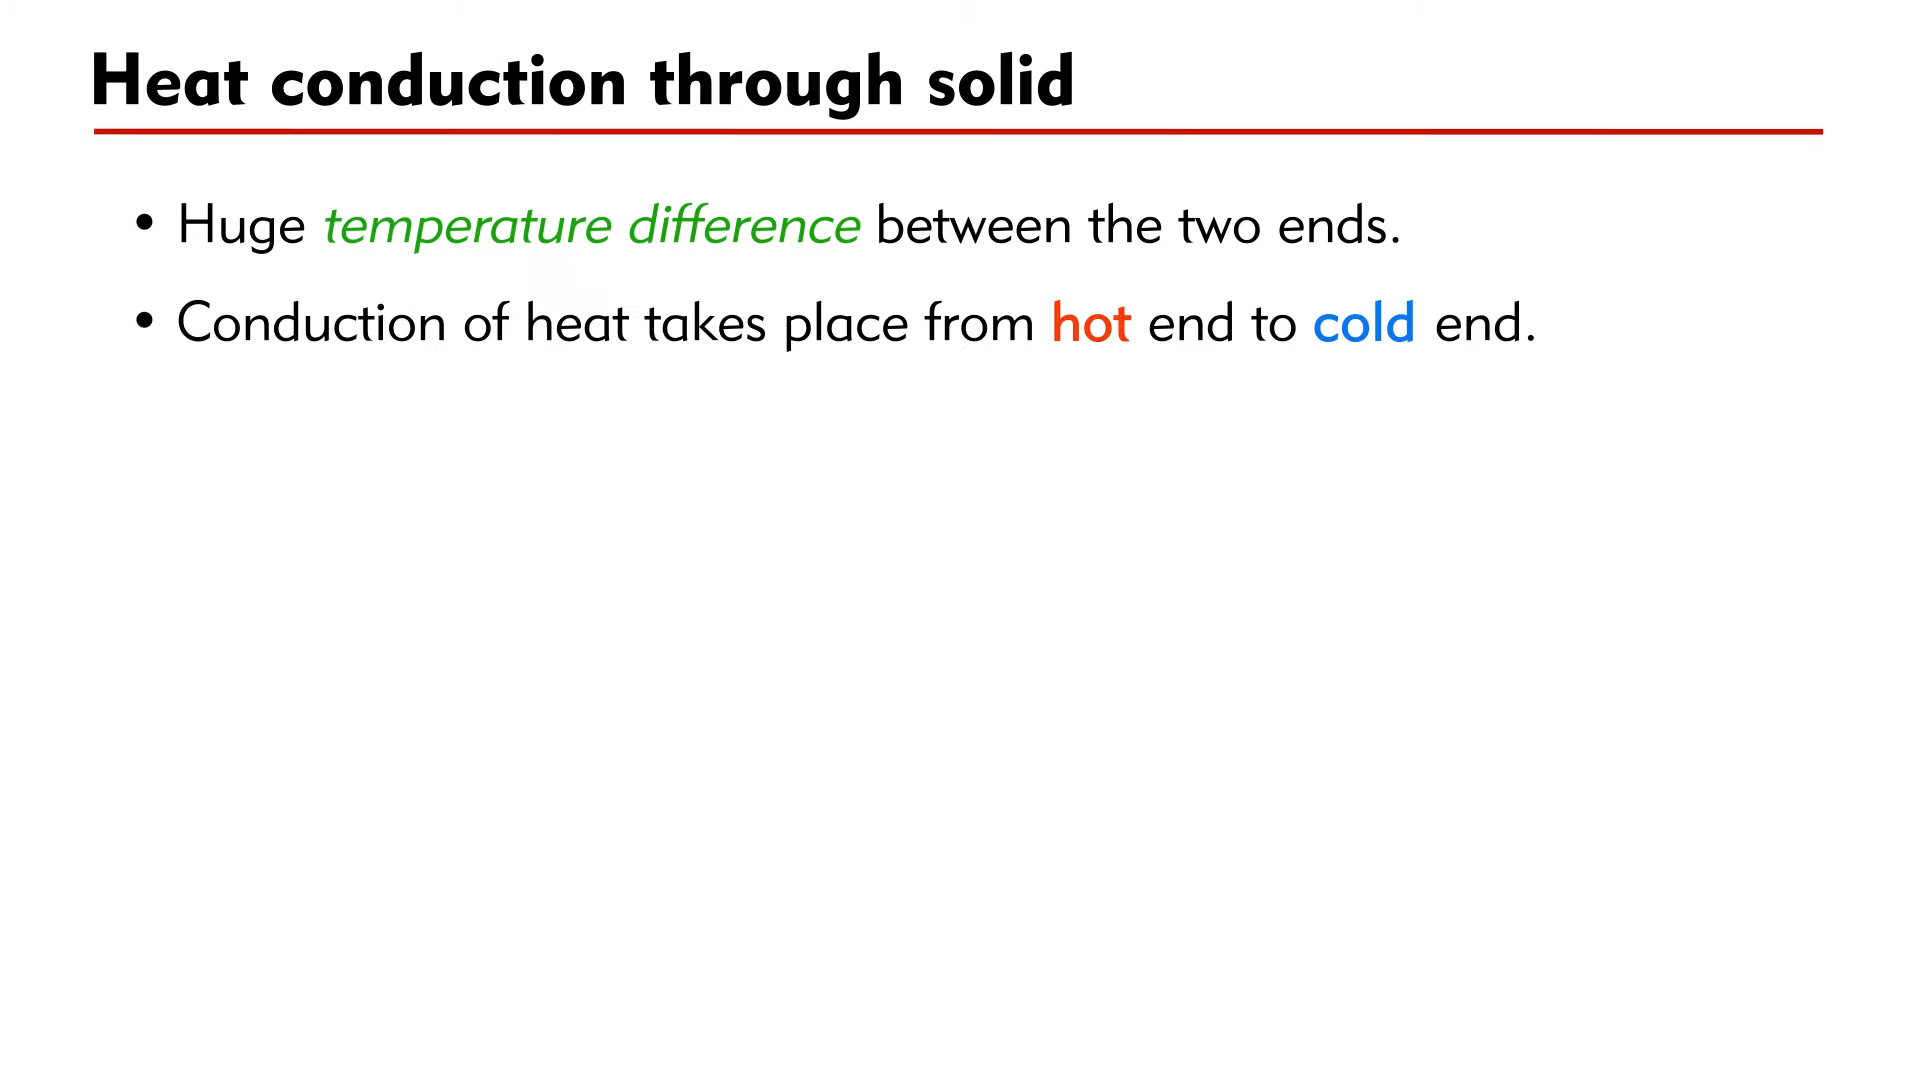 Heat conduction through solid
• Huge temperature difference between the two ends.
• Conduction of heat takes place from hot end to cold end.